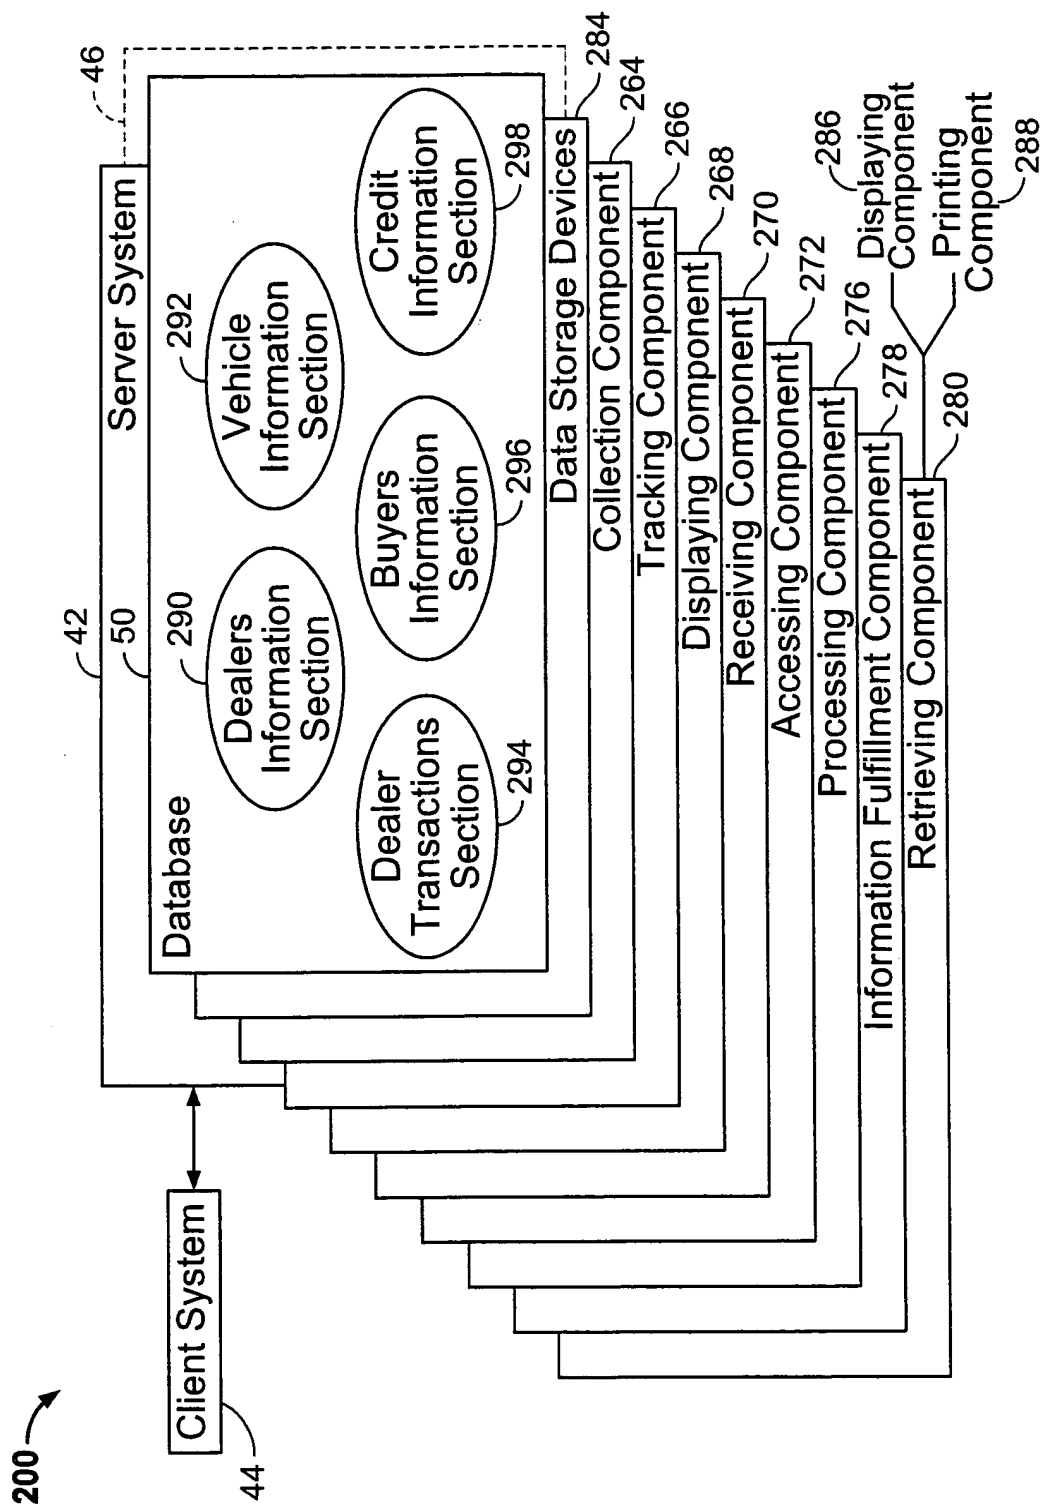 200
Client System
44
42
Server System
46
50
Database
290
Dealers
Information
Section
292
Vehicle
Information
Section
Dealer
Transactions
Section
294
Buyers
Information
Section
296
Credit
Information
Section
298
Data Storage Devices
284
Collection Component
264
Tracking Component
266
Displaying Component
268
Receiving Component
270
Accessing Component
272
Processing Component
276
Information Fulfillment Component
278
Retrieving Component
280
286
Displaying
Component
Printing
Component
288